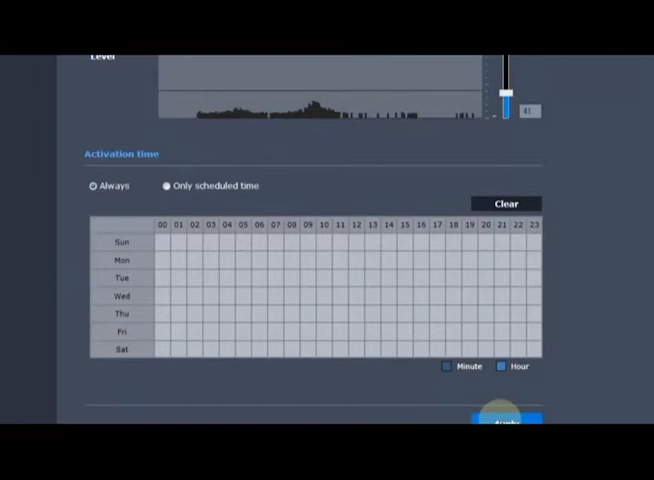 Level
41
Activation time
Always Only scheduled time
Clear
00 01 02 03 04 05 06 07 08 09 10 11 12 13 14 15 16 17 18 19 20 21 22 23
Sun
Mon
Tue
Wed
Thu
Fri
Sat
Minute Hour
Apply